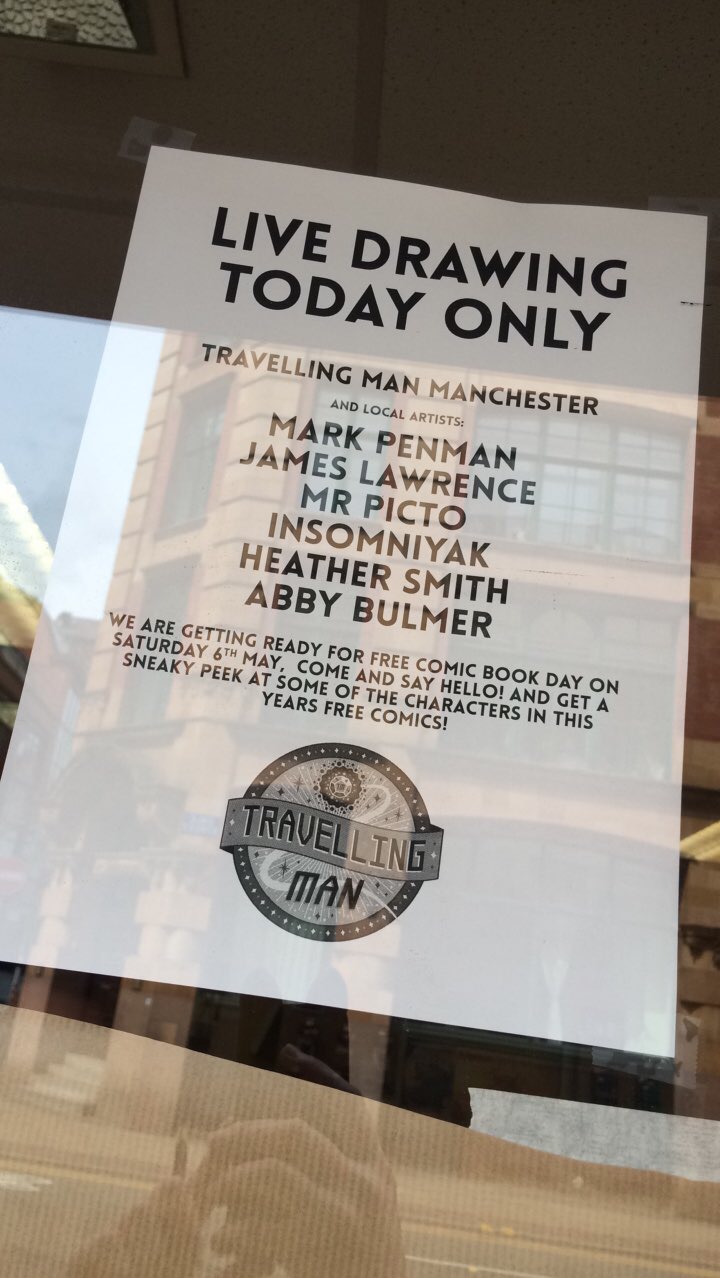 LIVE DRAWING
TODAY ONLY
TRAVELLING MAN MANCHESTER
AND LOCAL ARTISTS:
MARK PENMAN
JAMES LAWRENCE
MR PICTO
INSOMNIYAK
HEATHER SMITH
ABBY BULMER
WE ARE GETTING READY FOR FREE COMIC BOOK DAY ON
SATURDAY 6TH MAY, COME AND SAY HELLO! AND GET A
SNEAKY PEEK AT SOME OF THE CHARACTERS IN THIS
YEARS FREE COMICS!
TRAVELLING
MAN